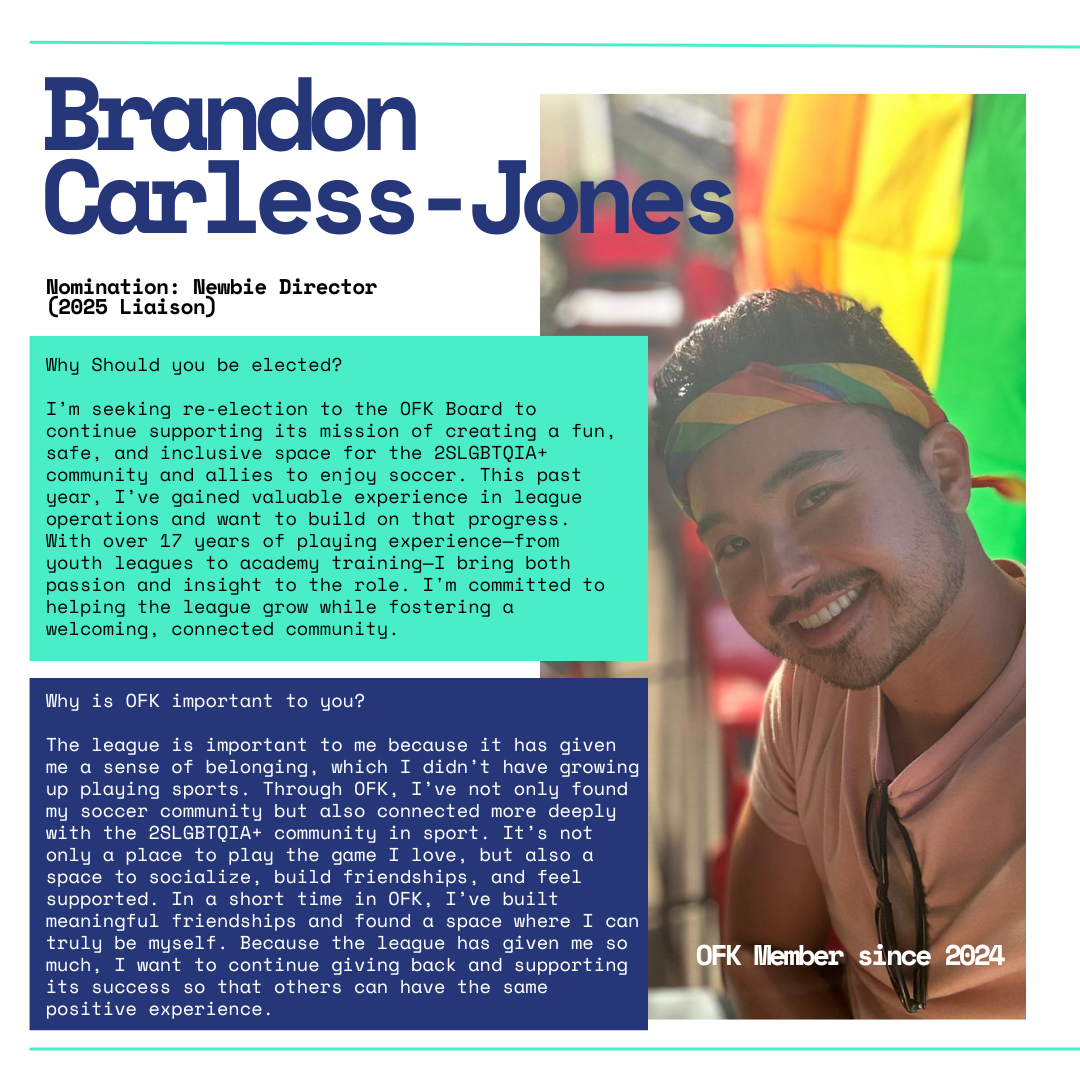 Brandon
Carless-Jones
Nomination: Newbie Director
(2025 Liaison)
Why Should you be elected?
I’m seeking re-election to the OFK Board to
continue supporting its mission of creating a fun,
safe, and inclusive space for the 2SLGBTQIA+
community and allies to enjoy soccer. This past
year, I’ve gained valuable experience in league
operations and want to build on that progress.
With over 17 years of playing experience—from
youth leagues to academy training—I bring both
passion and insight to the role. I'm committed to
helping the league grow while fostering a
welcoming, connected community.
Why is OFK important to you?
The league is important to me because it has given
me a sense of belonging, which I didn’t have growing
up playing sports. Through OFK, I’ve not only found
my soccer community but also connected more deeply
with the 2SLGBTQIA+ community in sport. It’s not
only a place to play the game I love, but also a
space to socialize, build friendships, and feel
supported. In a short time in OFK, I’ve built
meaningful friendships and found a space where I can
truly be myself. Because the league has given me so
much, I want to continue giving back and supporting
its success so that others can have the same
positive experience.
OFK Member since 2024